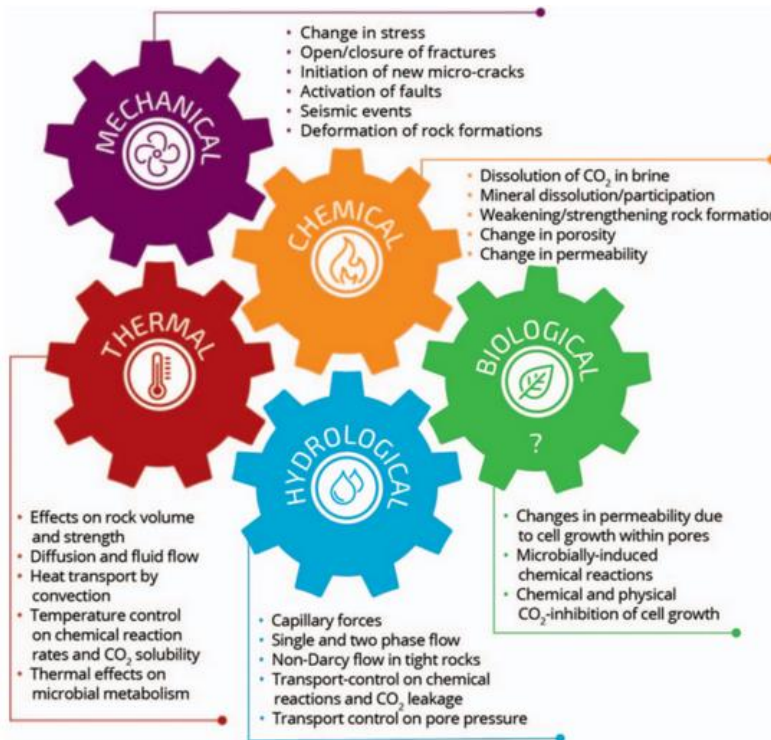 MECHANICAL
• Change in stress
• Open/closure of fractures
• Initiation of new micro-cracks
• Activation of faults
• Seismic events
• Deformation of rock formations
CHEMICAL
• Dissolution of CO₂ in brine
• Mineral dissolution/participation
• Weakening/strengthening rock formation
• Change in porosity
• Change in permeability
THERMAL
• Effects on rock volume
and strength
• Diffusion and fluid flow
• Heat transport by
convection
• Temperature control
on chemical reaction
rates and CO₂ solubility
• Thermal effects on
microbial metabolism
HYDROLOGICAL
• Capillary forces
• Single and two phase flow
• Non-Darcy flow in tight rocks
• Transport-control on chemical
reactions and CO₂ leakage
• Transport control on pore pressure
BIOLOGICAL
?
• Changes in permeability due
to cell growth within pores
• Microbially-induced
chemical reactions
• Chemical and physical
CO₂-inhibition of cell growth